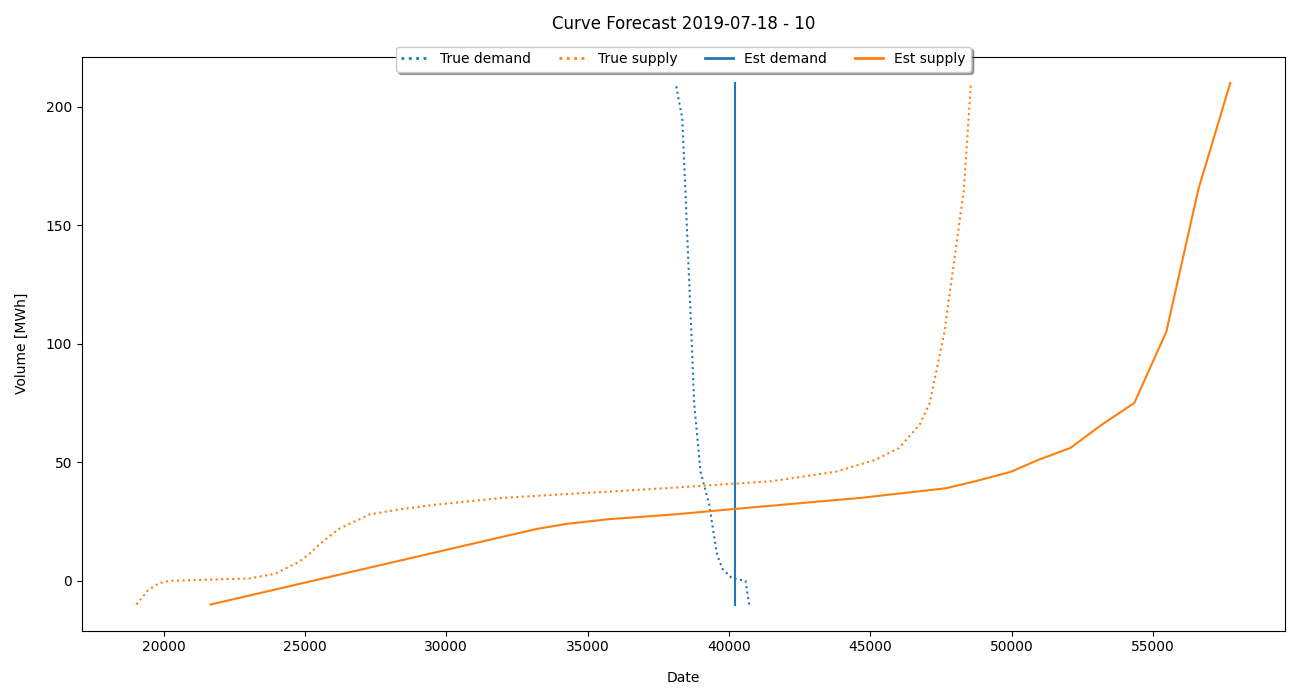 Curve Forecast 2019-07-18 - 10
True demand True supply Est demand Est supply
200
150
100
50
0
Volume [MWh]
20000 25000 30000 35000 40000 45000 50000 55000
Date